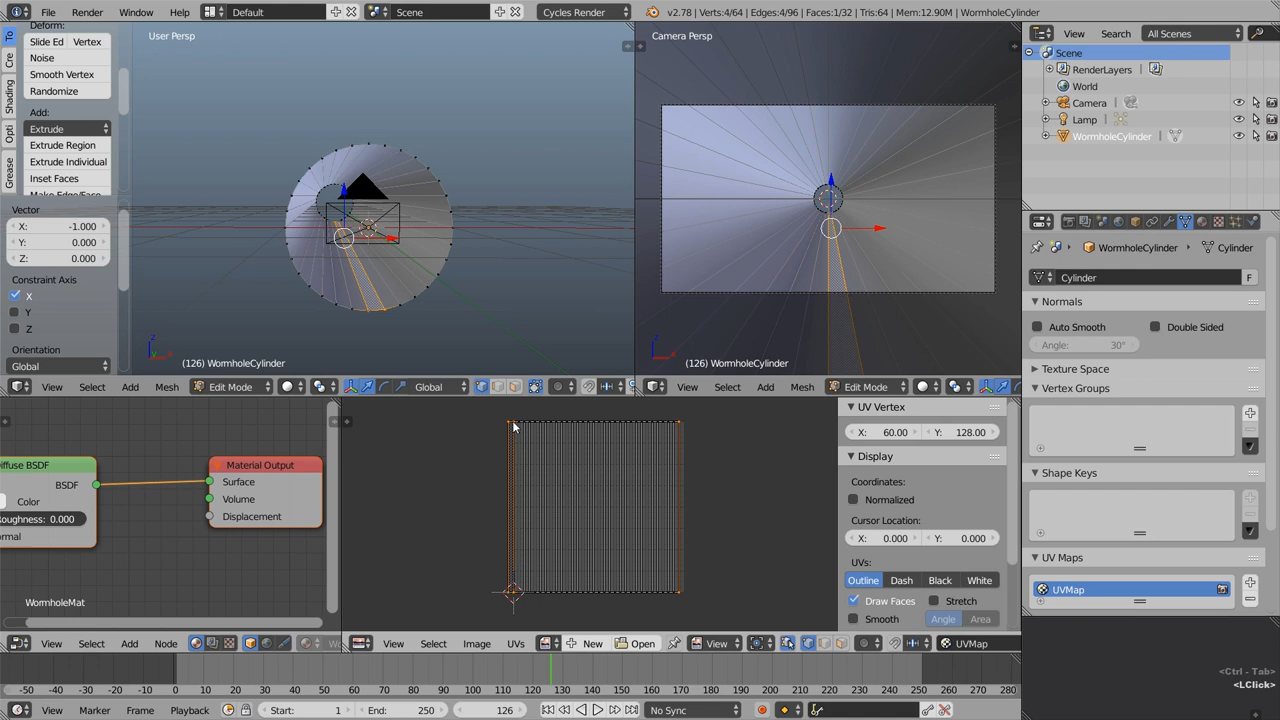 File Render Window Help Default Scene Cycles Render v2.78 | Verts:4/64 | Edges:4/96 | Faces:1/32 | Tris:64 | Mem:12.90M | WormholeCylinder
To
Cre
Shading
Opti
Grease
Deform:
Slide Ed Vertex
Noise
Smooth Vertex
Randomize
Add:
Extrude
Extrude Region
Extrude Individual
Inset Faces
Make Edge/Face
Vector
X: -1.000
Y: 0.000
Z: 0.000
Constraint Axis
X
Y
Z
Orientation
Global
User Persp
(126) WormholeCylinder
View Select Add Mesh Edit Mode Global
Camera Persp
(126) WormholeCylinder
View Select Add Mesh Edit Mode
View Search All Scenes
Scene
RenderLayers
World
Camera
Lamp
WormholeCylinder
WormholeCylinder Cylinder
Cylinder F
Normals
Auto Smooth Double Sided
Angle: 30°
Texture Space
Vertex Groups
Shape Keys
UV Maps
UVMap
Diffuse BSDF
BSDF
Color
Roughness: 0.000
Normal
Material Output
Surface
Volume
Displacement
WormholeMat
View Select Add Node
UV Vertex
X: 60.00 Y: 128.00
Display
Coordinates:
Normalized
Cursor Location:
X: 0.000 Y: 0.000
UVs:
Outline Dash Black White
Draw Faces Stretch
Smooth Angle Area
View Select Image UVs New Open View UVMap
-50 -40 -30 -20 -10 0 10 20 30 40 50 60 70 80 90 100 110 120 130 140 150 160 170 180 190 200 210 220 230 240 250 260 270 280
View Marker Frame Playback Start: 1 End: 250 126 No Sync
<Ctrl - Tab>
<LClick>